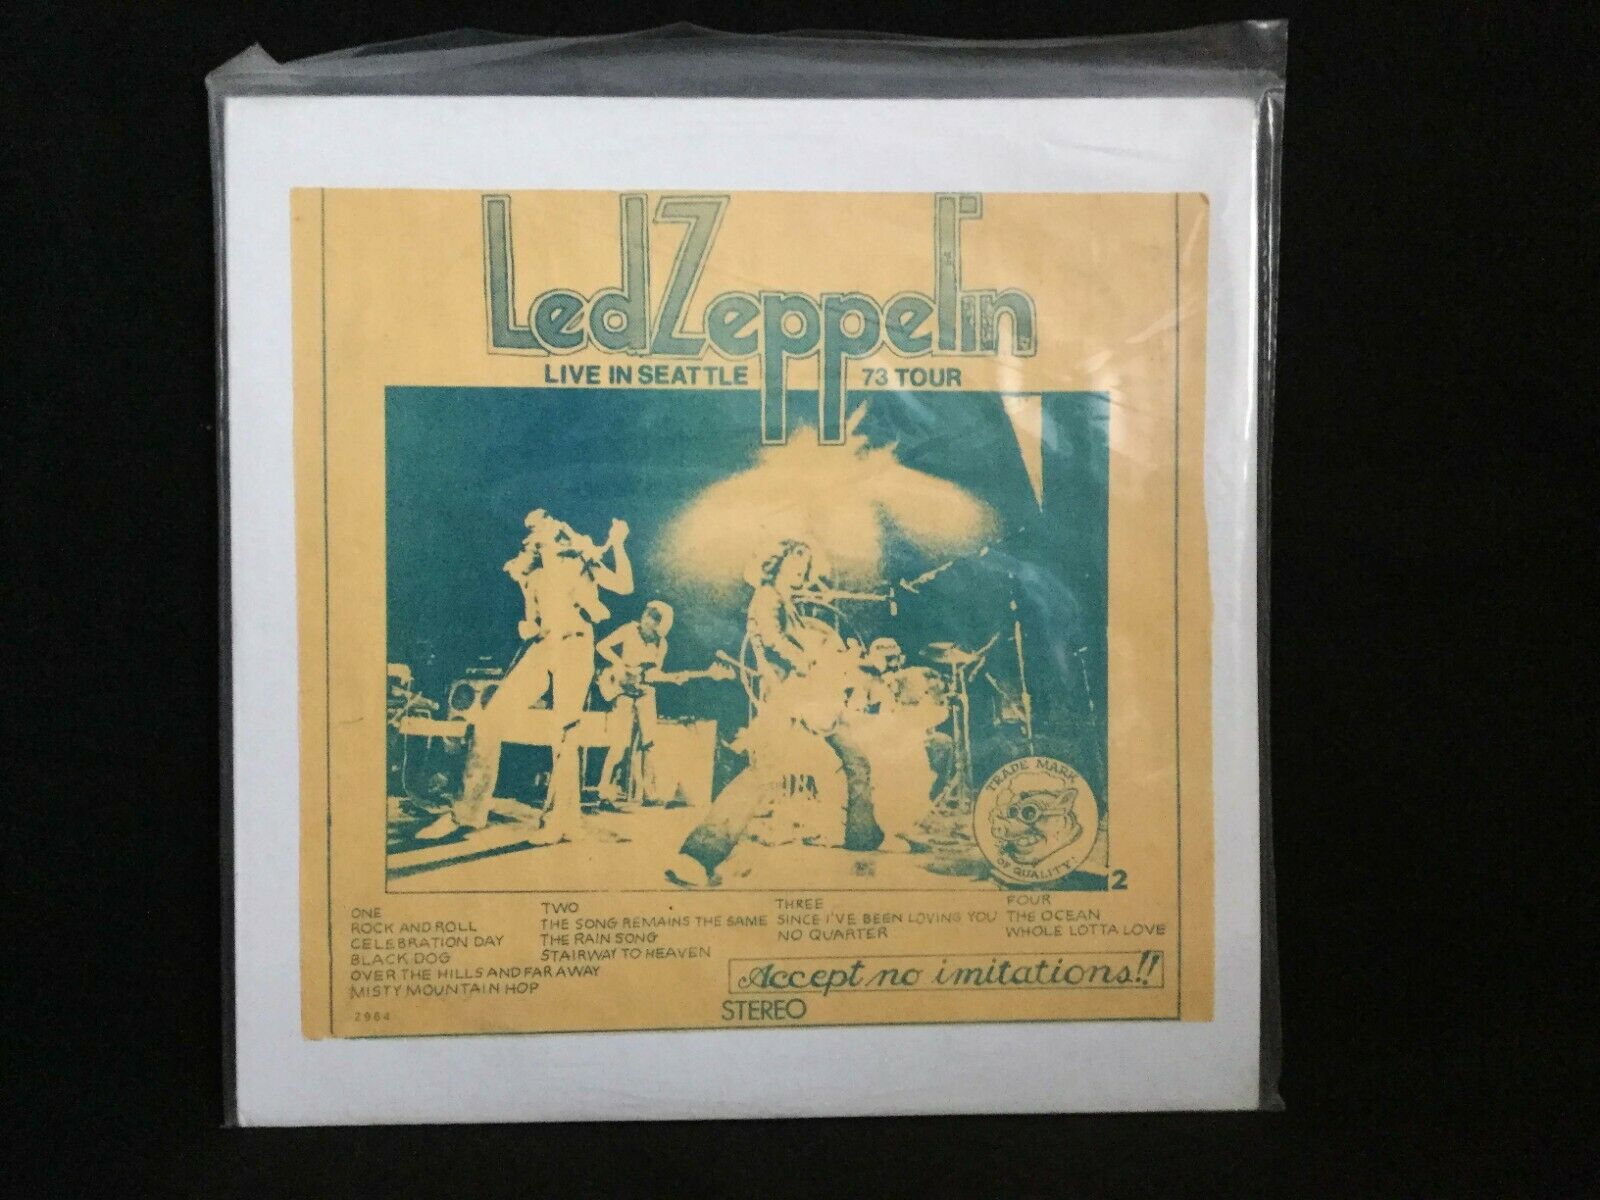 Led Zeppelin
LIVE IN SEATTLE 73 TOUR
TRADE MARK
OF QUALITY!
2
ONE
ROCK AND ROLL
CELEBRATION DAY
BLACK DOG
OVER THE HILLS AND FAR AWAY
MISTY MOUNTAIN HOP
TWO
THE SONG REMAINS THE SAME
THE RAIN SONG
STAIRWAY TO HEAVEN
THREE
SINCE I'VE BEEN LOVING YOU
NO QUARTER
FOUR
THE OCEAN
WHOLE LOTTA LOVE
Accept no imitations!!
STEREO
2964